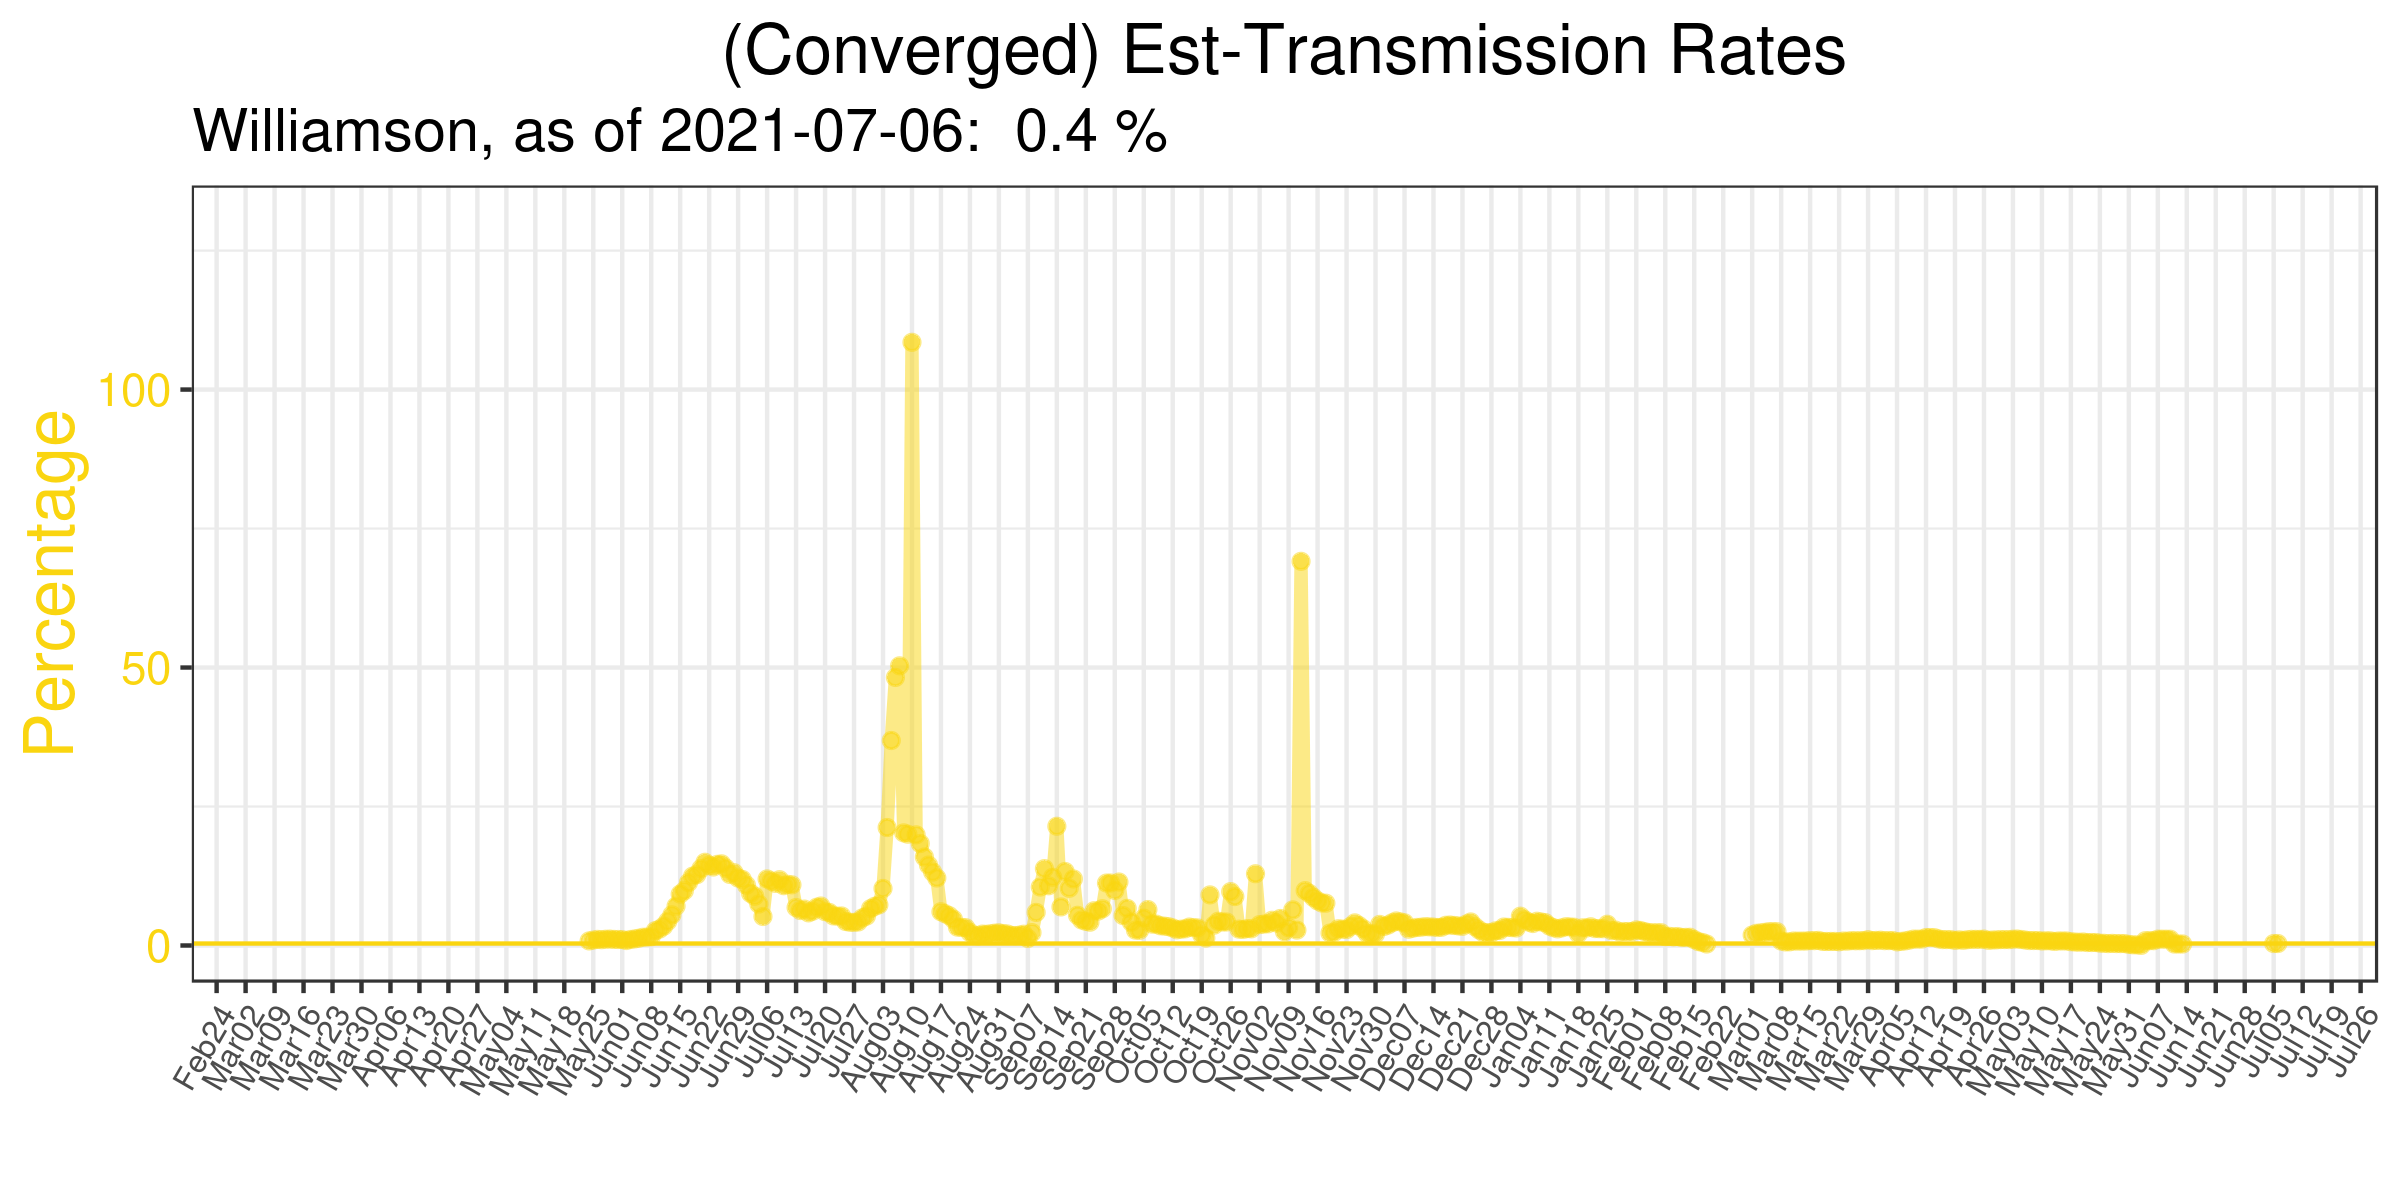 (Converged) Est-Transmission Rates
Williamson, as of 2021-07-06:  0.4 %
Percentage
100
50
0
Feb24
Mar02
Mar09
Mar16
Mar23
Mar30
Apr06
Apr13
Apr20
Apr27
May04
May11
May18
May25
Jun01
Jun08
Jun15
Jun22
Jun29
Jul06
Jul13
Jul20
Jul27
Aug03
Aug10
Aug17
Aug24
Aug31
Sep07
Sep14
Sep21
Sep28
Oct05
Oct12
Oct19
Oct26
Nov02
Nov09
Nov16
Nov23
Nov30
Dec07
Dec14
Dec21
Dec28
Jan04
Jan11
Jan18
Jan25
Feb01
Feb08
Feb15
Feb22
Mar01
Mar08
Mar15
Mar22
Mar29
Apr05
Apr12
Apr19
Apr26
May03
May10
May17
May24
May31
Jun07
Jun14
Jun21
Jun28
Jul05
Jul12
Jul19
Jul26